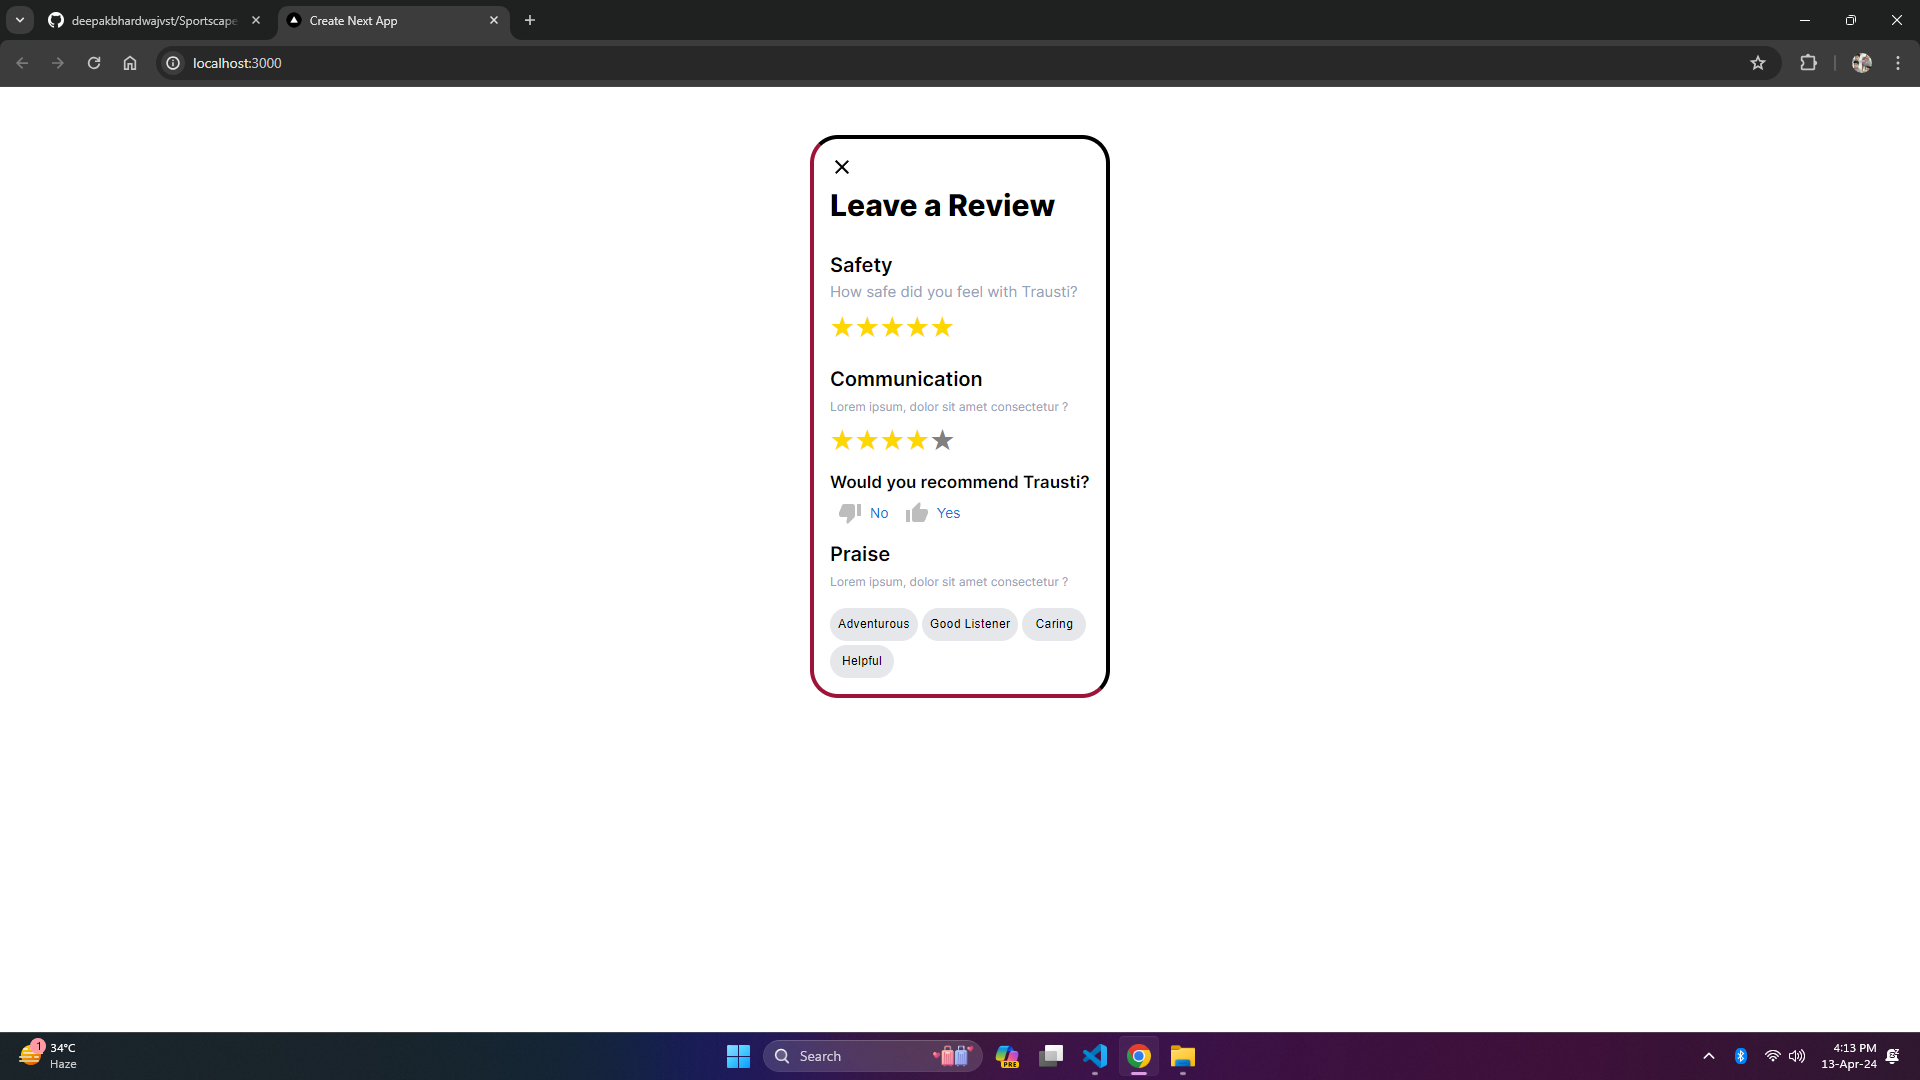 deepakbhardwajvst/Sportscape
Create Next App
localhost:3000
Leave a Review
Safety
How safe did you feel with Trausti?
Communication
Lorem ipsum, dolor sit amet consectetur ?
Would you recommend Trausti?
No Yes
Praise
Lorem ipsum, dolor sit amet consectetur ?
Adventurous Good Listener Caring
Helpful
1
34°C
Haze
Search
PRE
4:13 PM
13-Apr-24